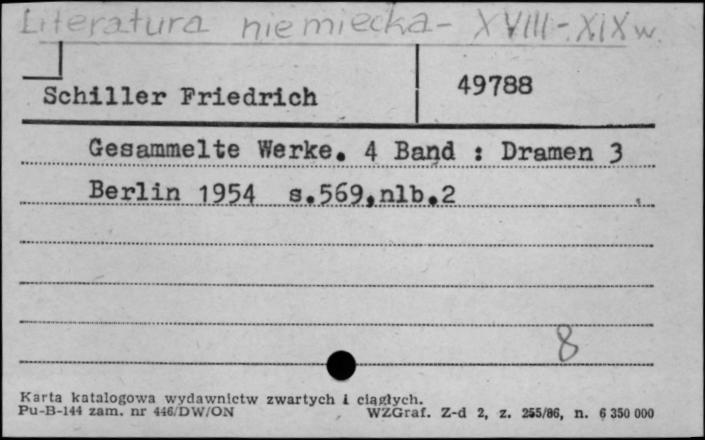 Literatura niemiecka - XVIII-XIX w.
Schiller Friedrich
49788
Gesammelte Werke. 4 Band : Dramen 3
Berlin 1954 s.569,nlb.2
8
Karta katalogowa wydawnictw zwartych i ciągłych.
Pu-B-144 zam. nr 446/DW/ON WZGraf. Z-d 2, z. 255/86, n. 6 350 000